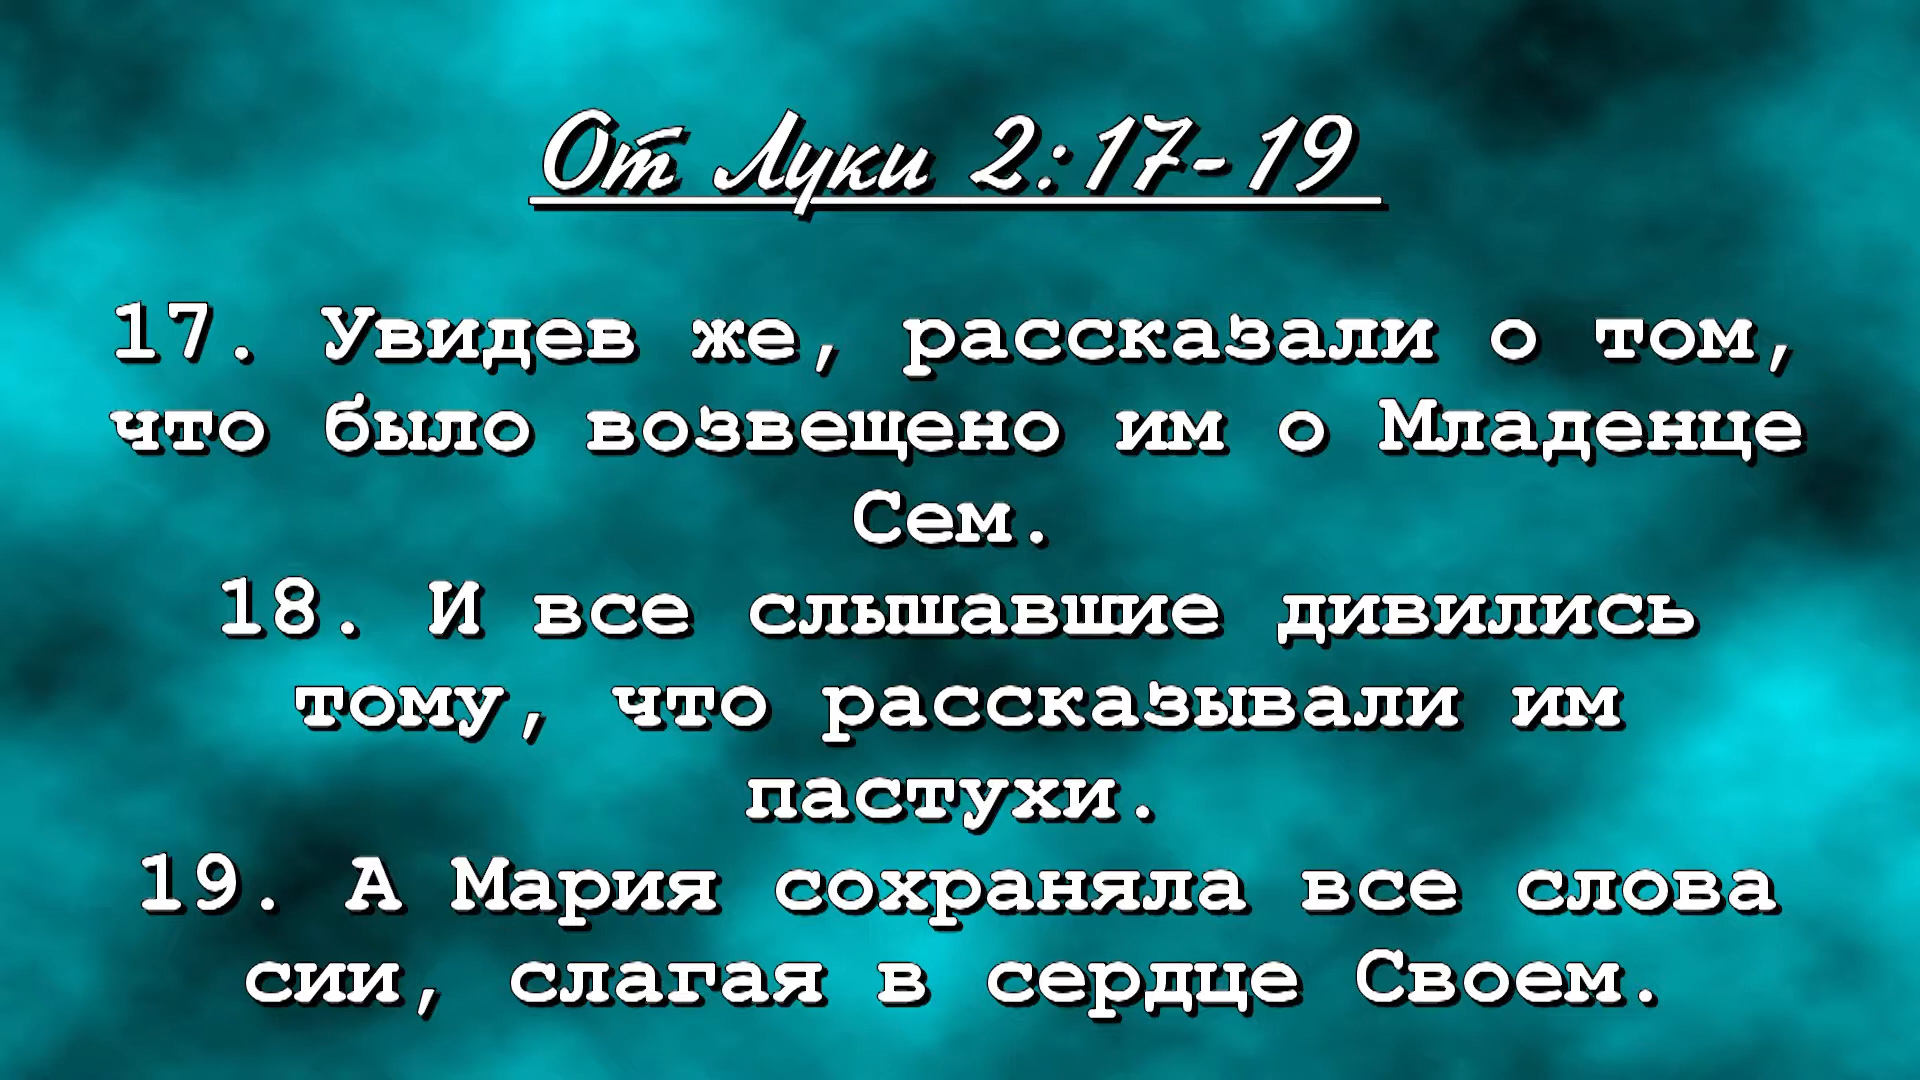 От Луки 2:17-19
17. Увидев же, рассказали о том,
что было возвещено им о Младенце
Сем.
18. И все слышавшие дивились
тому, что рассказывали им
пастухи.
19. А Мария сохраняла все слова
сии, слагая в сердце Своем.